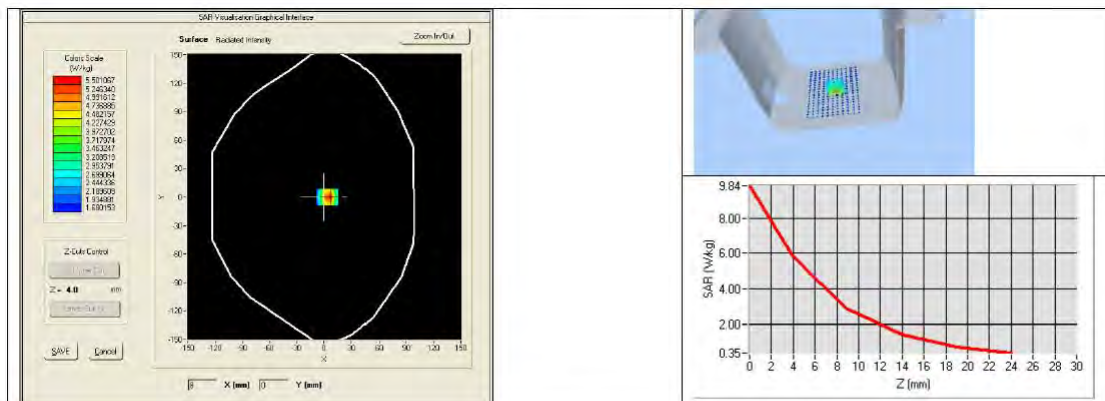 SAR Visualisation Graphical Interface
Surface Radiated Intensity
Zoom In/Out
Colors Scale
(W/kg)
5.501067
5.246340
4.991612
4.736885
4.482157
4.227429
3.972702
3.717974
3.463247
3.208519
2.953791
2.699064
2.444336
2.189609
1.934881
1.680153
150-
120-
90-
60-
30-
Y
0-
-30-
-60-
-90-
-120-
-150-
-150 -120 -90 -60 -30 0 30 60 90 120 150
X
Z-Cuts Control
Z = 4.0 mm
SAVE
Cancel
8 X (mm) 0 Y (mm)
9.84
8.00
6.00
4.00
2.00
0.35
SAR (W/kg)
0 2 4 6 8 10 12 14 16 18 20 22 24 26 28 30
Z (mm)